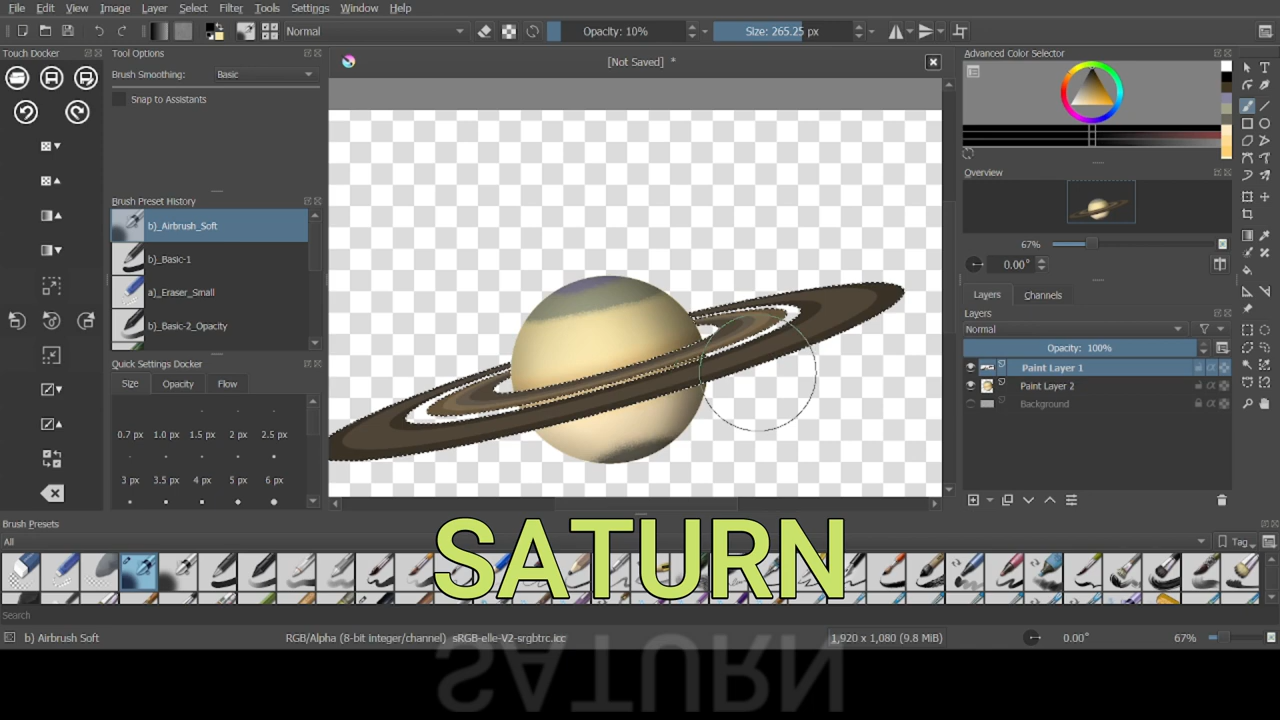 File Edit View Image Layer Select Filter Tools Settings Window Help
Normal Opacity: 10% Size: 265.25 px
Touch Docker
Tool Options
Brush Smoothing: Basic
Snap to Assistants
Brush Preset History
b)_Airbrush_Soft
b)_Basic-1
a)_Eraser_Small
b)_Basic-2_Opacity
Quick Settings Docker
Size Opacity Flow
0.7 px 1.0 px 1.5 px 2 px 2.5 px
3 px 3.5 px 4 px 5 px 6 px
[Not Saved] *
Advanced Color Selector
Overview
67%
0.00°
Layers Channels
Layers
Normal
Opacity: 100%
Paint Layer 1
Paint Layer 2
Background
Brush Presets
All Tag
SATURN
Search
b) Airbrush Soft RGB/Alpha (8-bit integer/channel) sRGB-elle-V2-srgbtrc.icc 1,920 x 1,080 (9.8 MiB) 0.00° 67%
SATURN